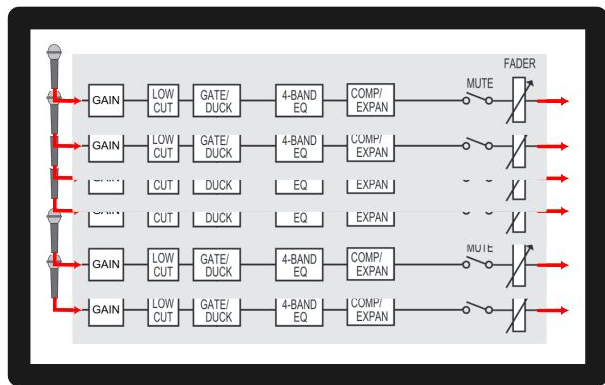 FADER
MUTE
GAIN LOW CUT GATE/ DUCK 4-BAND EQ COMP/ EXPAN
GAIN LOW CUT GATE/ DUCK 4-BAND EQ COMP/ EXPAN
CUT DUCK EQ EXPAN
GAIN CUT DUCK EQ EXPAN
MUTE
GAIN LOW CUT GATE/ DUCK 4-BAND EQ COMP/ EXPAN
GAIN LOW CUT GATE/ DUCK 4-BAND EQ COMP/ EXPAN